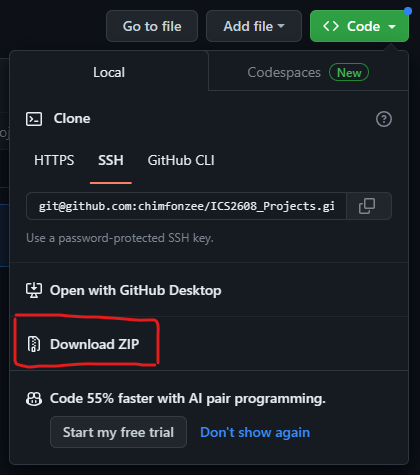 Go to file
Add file
Code
Local
Codespaces
New
Clone
HTTPS
SSH
GitHub CLI
git@github.com:chimfonzee/ICS2608_Projects.gi
Use a password-protected SSH key.
Open with GitHub Desktop
Download ZIP
Code 55% faster with AI pair programming.
Start my free trial
Don't show again